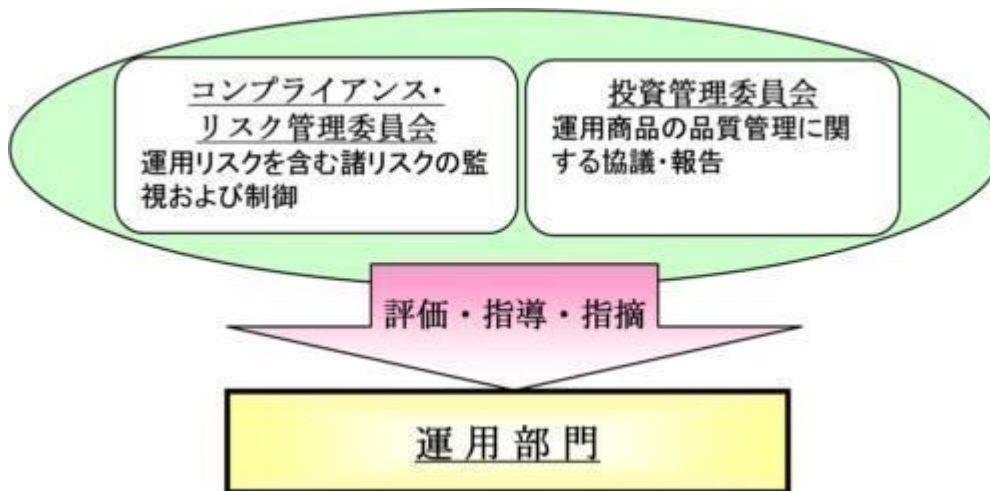 コンプライアンス・
リスク管理委員会
運用リスクを含む諸リスクの監
視および制御
投資管理委員会
運用商品の品質管理に関
する協議・報告
評価・指導・指摘
運用部門